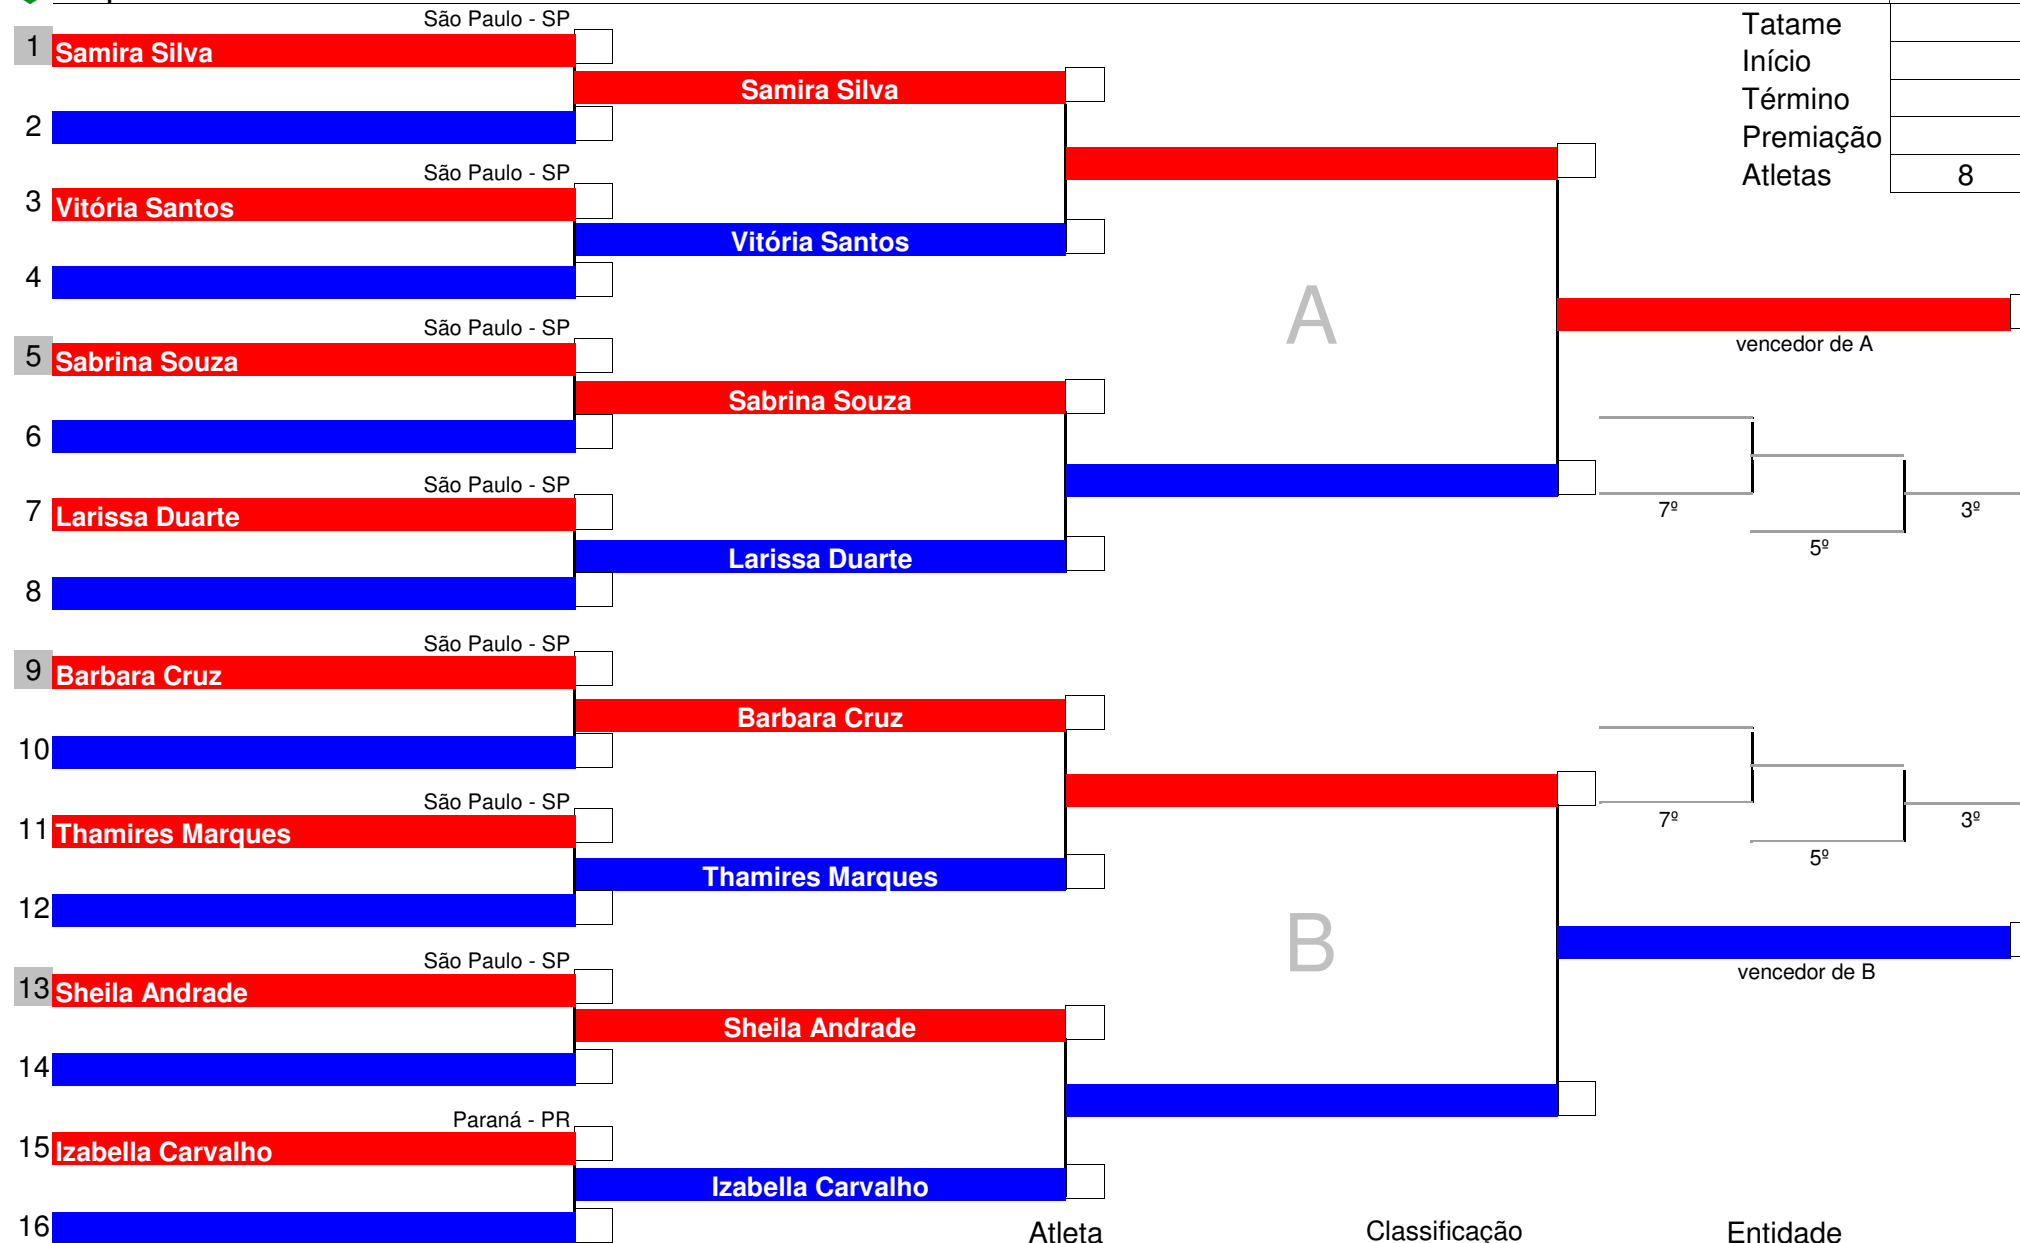 São Paulo - SP
1 Samira Silva
Samira Silva
2
São Paulo - SP
3 Vitória Santos
Vitória Santos
4
São Paulo - SP
5 Sabrina Souza
Sabrina Souza
6
São Paulo - SP
7 Larissa Duarte
Larissa Duarte
8
São Paulo - SP
9 Barbara Cruz
Barbara Cruz
10
São Paulo - SP
11 Thamires Marques
Thamires Marques
12
São Paulo - SP
13 Sheila Andrade
Sheila Andrade
14
Paraná - PR
15 Izabella Carvalho
Izabella Carvalho
16
A
B
Tatame
Início
Término
Premiação
Atletas 8
vencedor de A
7º
5º
3º
7º
5º
3º
vencedor de B
Atleta Classificação Entidade